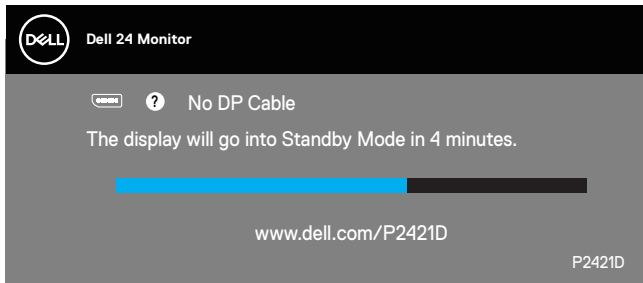 DELL
Dell 24 Monitor
? No DP Cable
The display will go into Standby Mode in 4 minutes.
www.dell.com/P2421D
P2421D